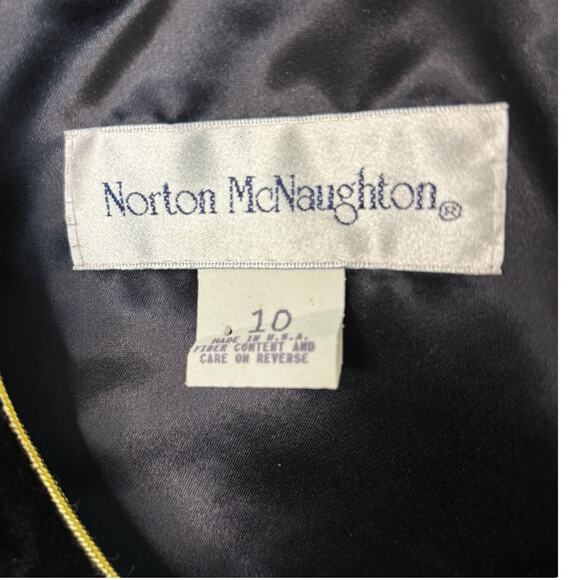 Norton McNaughton®
10
MADE IN U.S.A.
FIBER CONTENT AND
CARE ON REVERSE